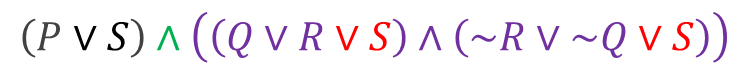 (P ∨ S) ∧ ((Q ∨ R ∨ S) ∧ (~R ∨ ~Q ∨ S))